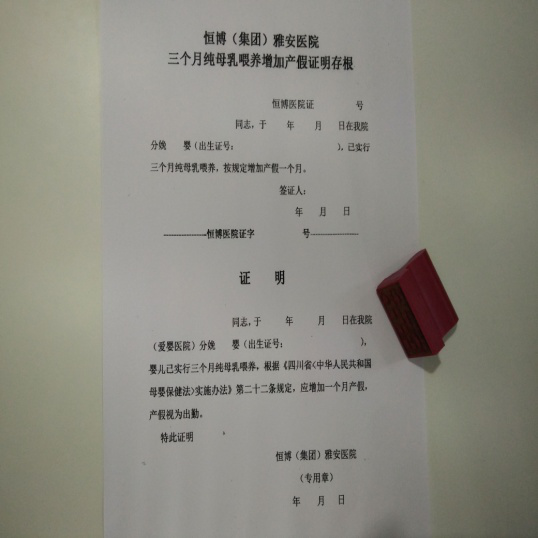 恒博（集团）雅安医院
三个月纯母乳喂养增加产假证明存根
恒博医院证 号
同志，于 年 月 日在我院
分娩 婴（出生证号： ），已实行
三个月纯母乳喂养，按规定增加产假一个月。
签证人：
年 月 日
----------------恒博医院证字 号----------------
证 明
同志，于 年 月 日在我院
（爱婴医院）分娩 婴（出生证号： ），
婴儿已实行三个月纯母乳喂养，根据《四川省<中华人民共和国
母婴保健法>实施办法》第二十二条规定，应增加一个月产假，
产假视为出勤。
特此证明
恒博（集团）雅安医院
（专用章）
年 月 日